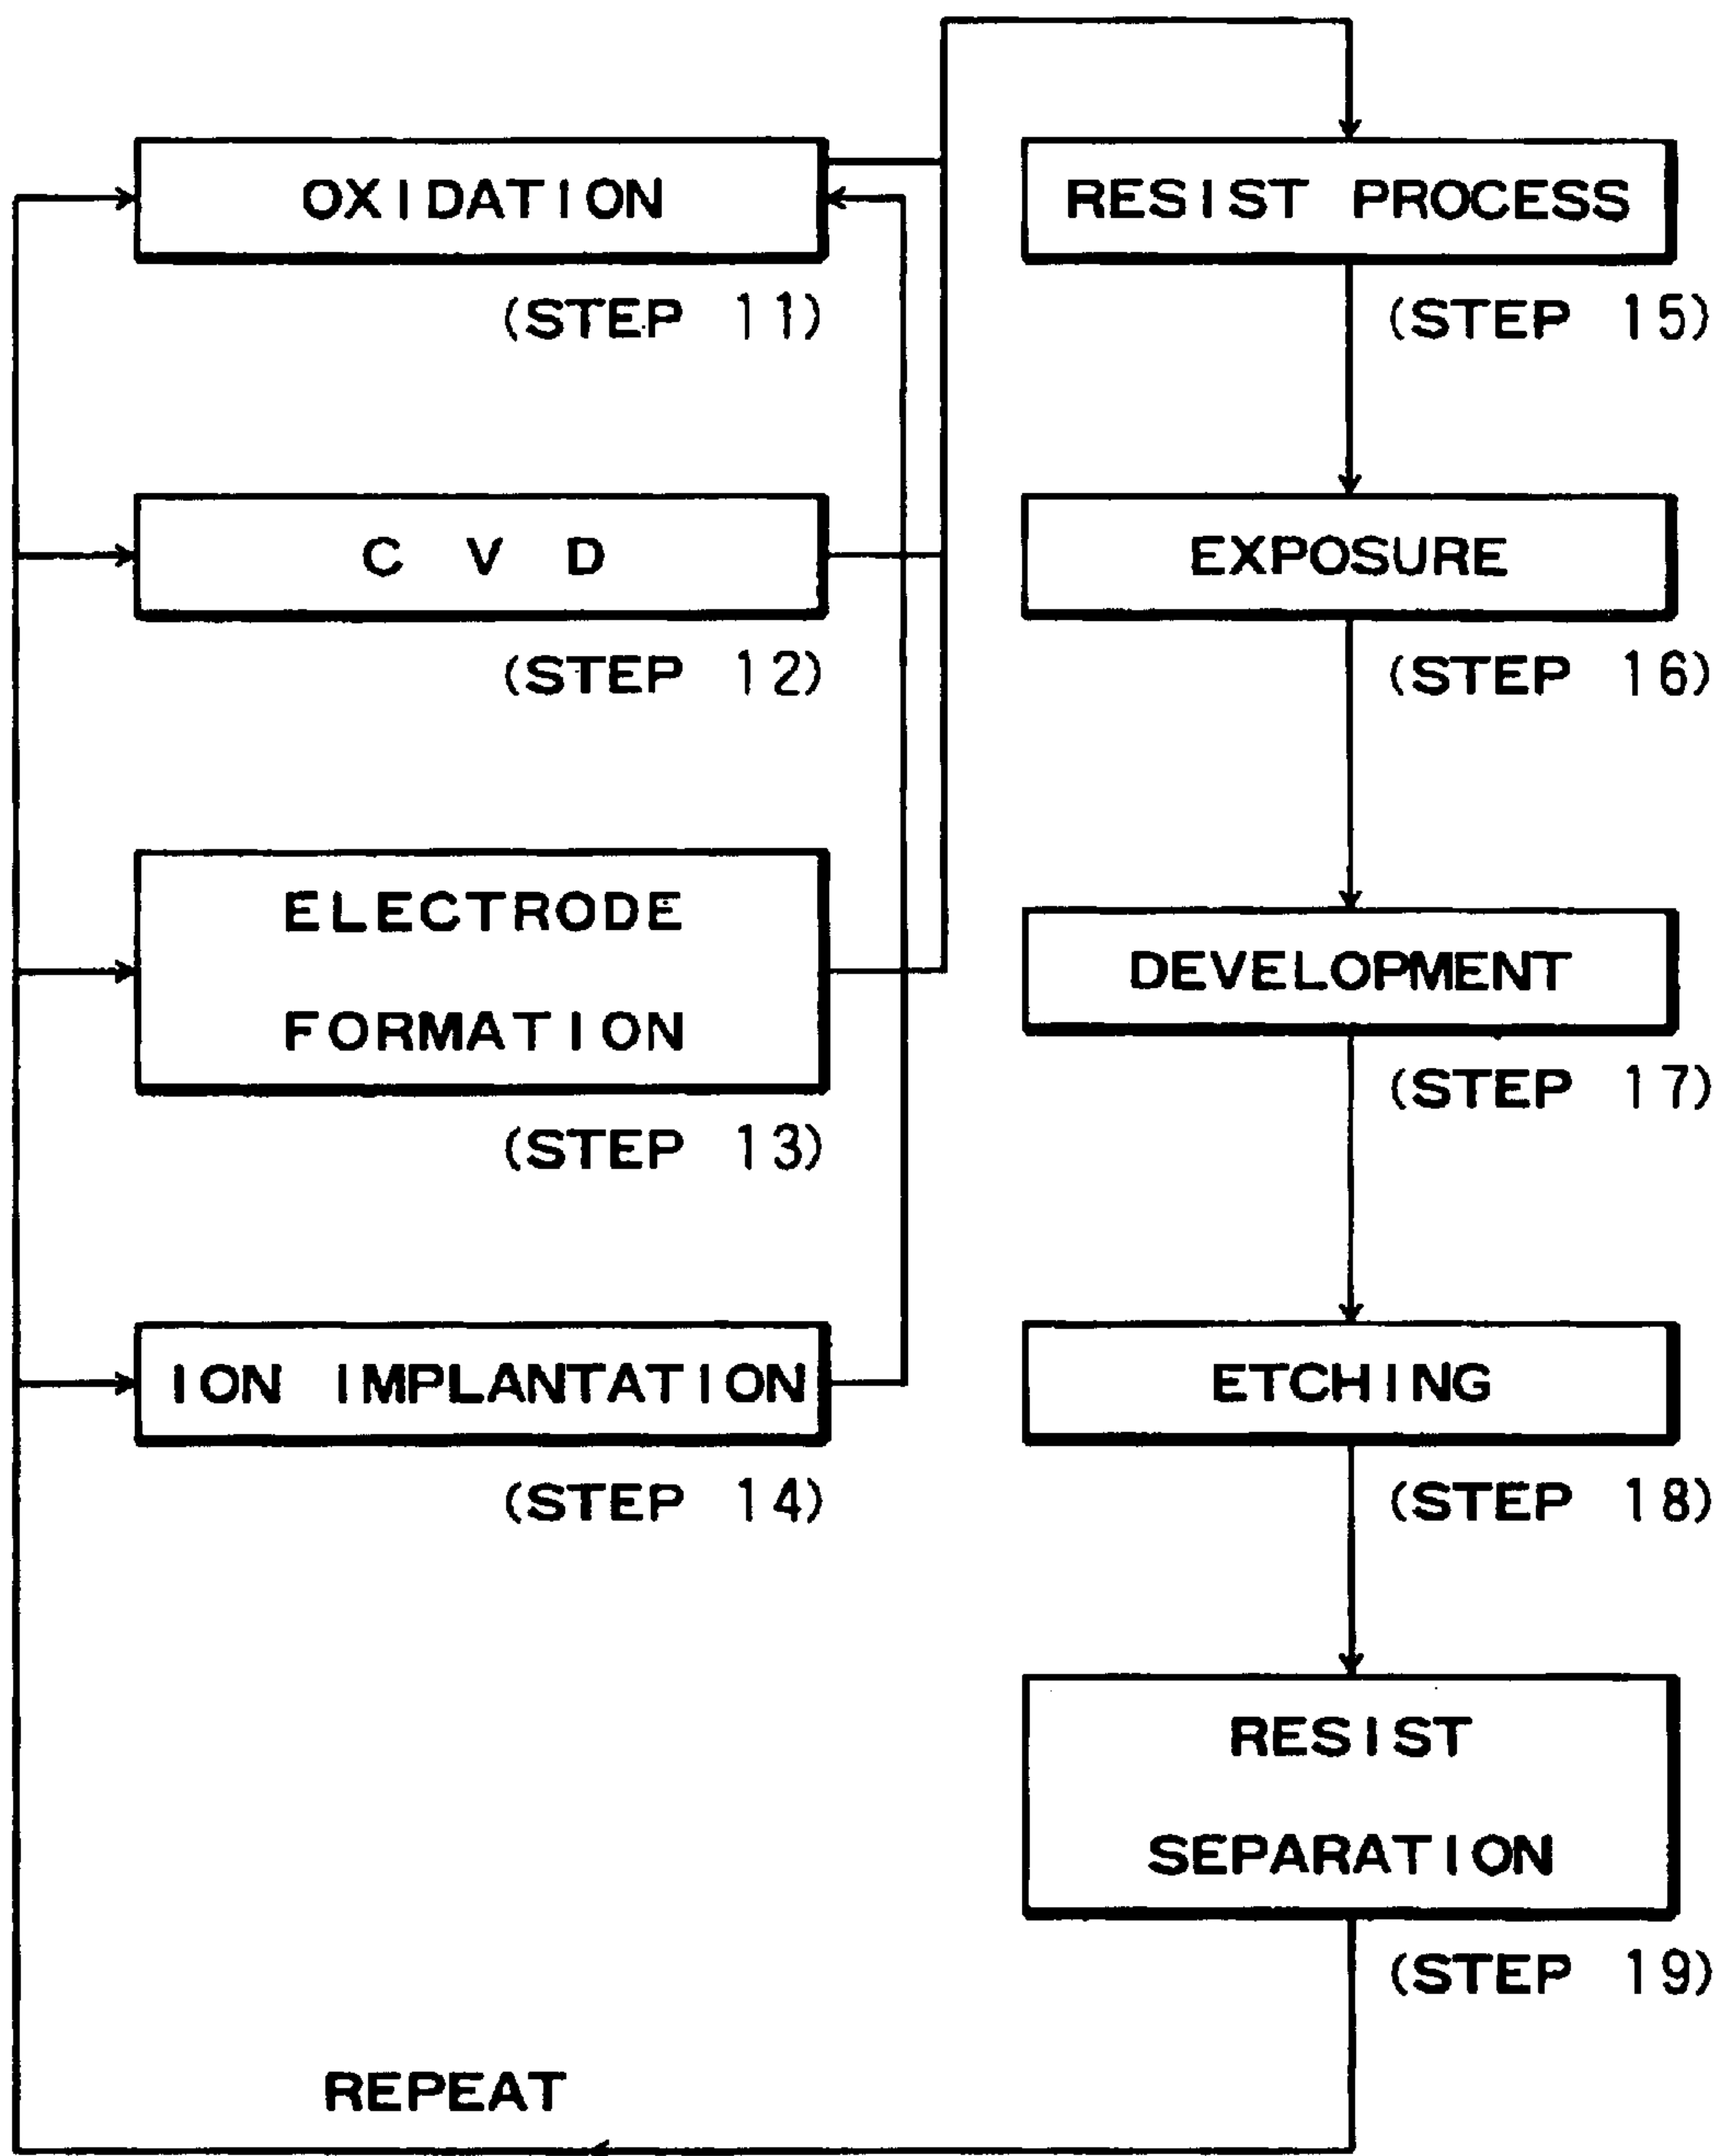 OXIDATION
(STEP 11)
C V D
(STEP 12)
ELECTRODE
FORMATION
(STEP 13)
ION IMPLANTATION
(STEP 14)
RESIST PROCESS
(STEP 15)
EXPOSURE
(STEP 16)
DEVELOPMENT
(STEP 17)
ETCHING
(STEP 18)
RESIST
SEPARATION
(STEP 19)
REPEAT